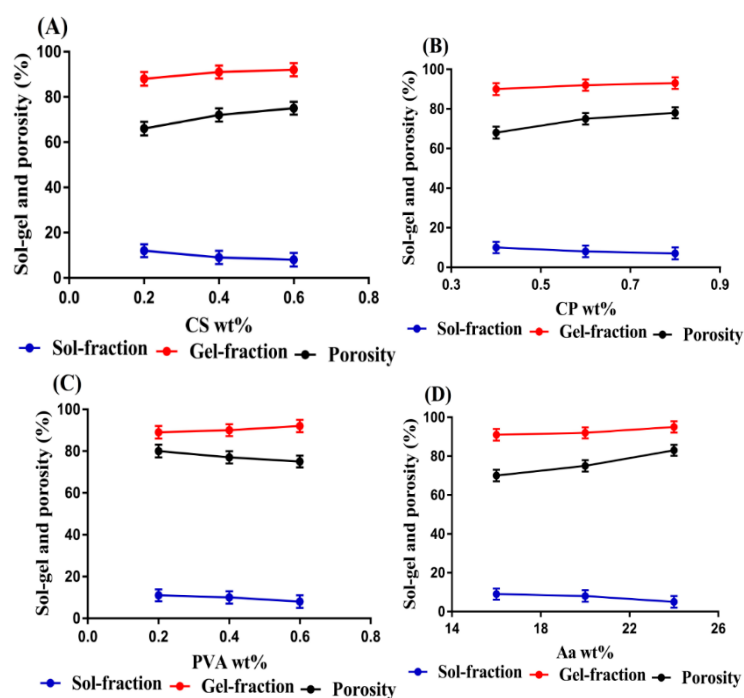 (A)
Sol-gel and porosity (%)
100
80
60
40
20
0
0.0 0.2 0.4 0.6 0.8
CS wt%
Sol-fraction Gel-fraction Porosity
(B)
Sol-gel and porosity (%)
100
80
60
40
20
0
0.3 0.5 0.7 0.9
CP wt%
Sol-fraction Gel-fraction Porosity
(C)
Sol-gel and porosity (%)
100
80
60
40
20
0
0.0 0.2 0.4 0.6 0.8
PVA wt%
Sol-fraction Gel-fraction Porosity
(D)
Sol-gel and porosity (%)
100
80
60
40
20
0
14 18 22 26
Aa wt%
Sol-fraction Gel-fraction Porosity